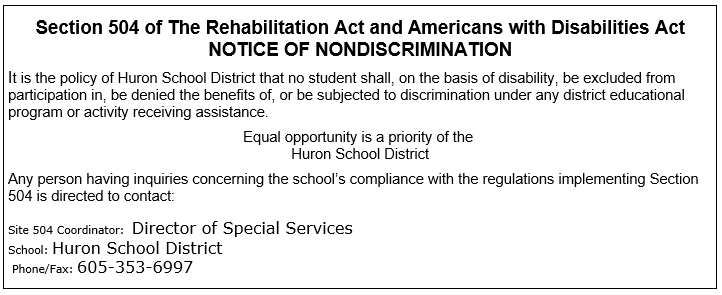 Section 504 of The Rehabilitation Act and Americans with Disabilities Act
NOTICE OF NONDISCRIMINATION
It is the policy of Huron School District that no student shall, on the basis of disability, be excluded from
participation in, be denied the benefits of, or be subjected to discrimination under any district educational
program or activity receiving assistance.
Equal opportunity is a priority of the
Huron School District
Any person having inquiries concerning the school’s compliance with the regulations implementing Section
504 is directed to contact:
Site 504 Coordinator: Director of Special Services
School: Huron School District
Phone/Fax: 605-353-6997